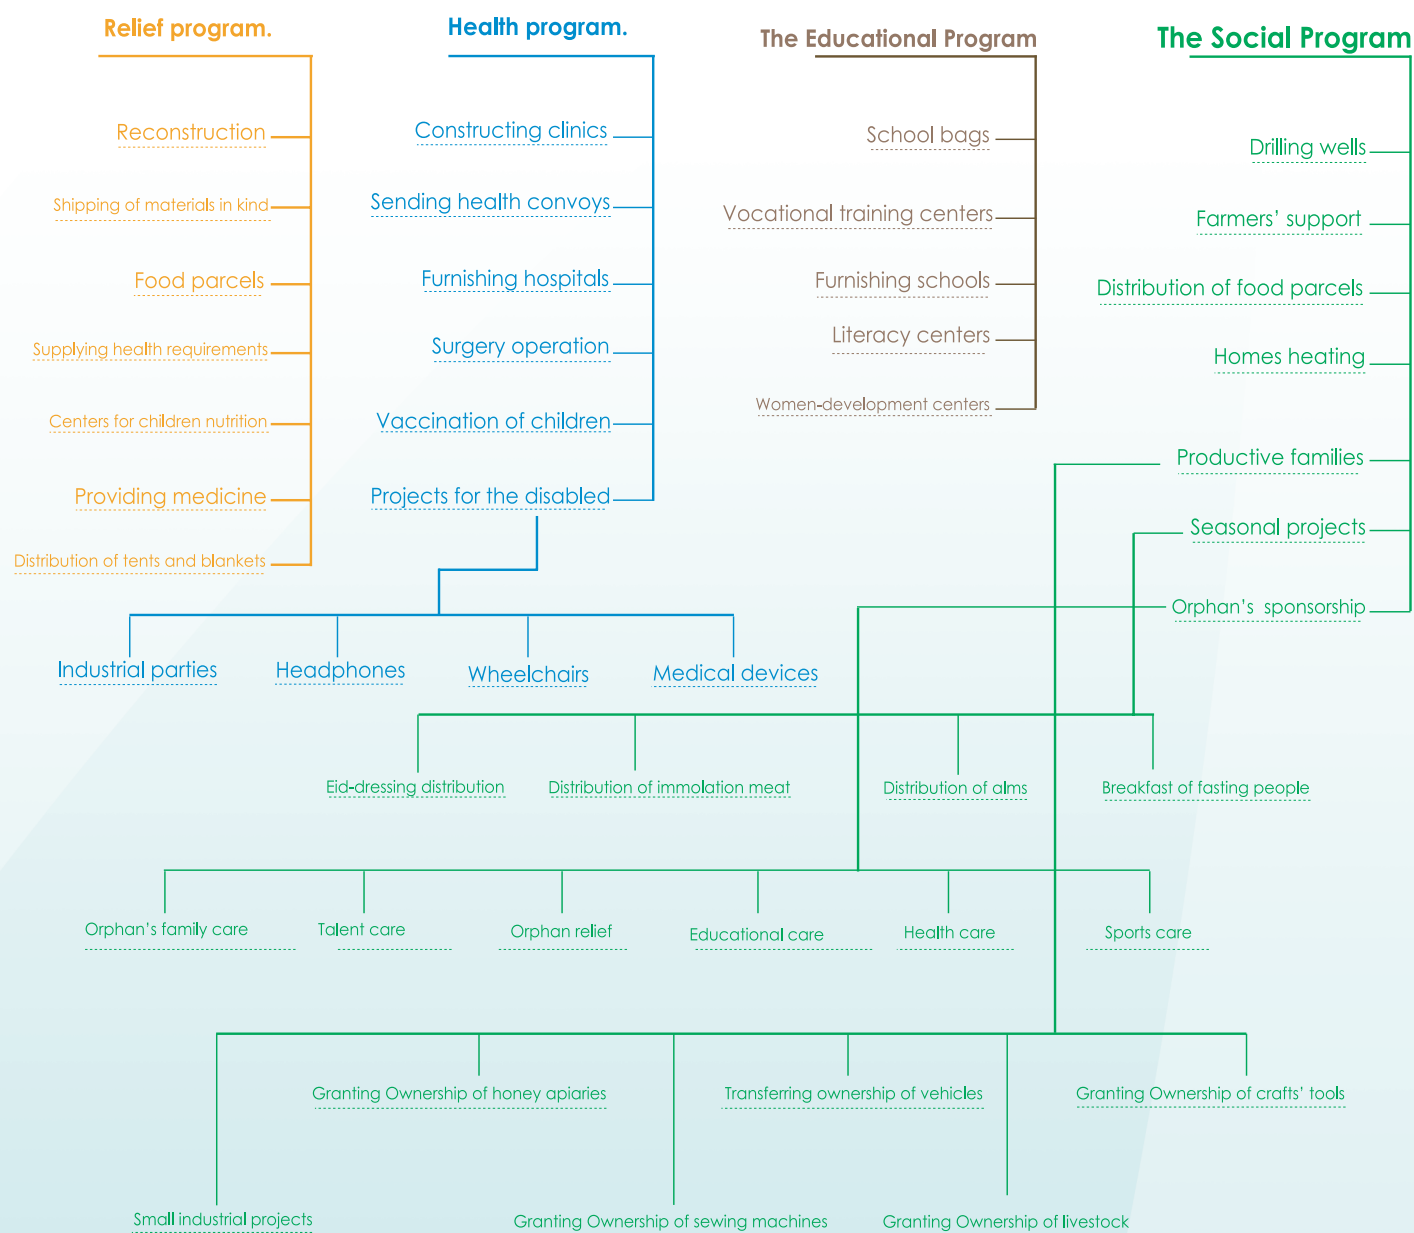 Relief program.
Reconstruction
Shipping of materials in kind
Food parcels
Supplying health requirements
Centers for children nutrition
Providing medicine
Distribution of tents and blankets
Health program.
Constructing clinics
Sending health convoys
Furnishing hospitals
Surgery operation
Vaccination of children
Projects for the disabled
Industrial parties
Headphones
Wheelchairs
Medical devices
The Educational Program
School bags
Vocational training centers
Furnishing schools
Literacy centers
Women-development centers
The Social Program
Drilling wells
Farmers’ support
Distribution of food parcels
Homes heating
Productive families
Seasonal projects
Orphan’s sponsorship
Eid-dressing distribution
Distribution of immolation meat
Distribution of alms
Breakfast of fasting people
Orphan’s family care
Talent care
Orphan relief
Educational care
Health care
Sports care
Granting Ownership of honey apiaries
Transferring ownership of vehicles
Granting Ownership of crafts’ tools
Small industrial projects
Granting Ownership of sewing machines
Granting Ownership of livestock